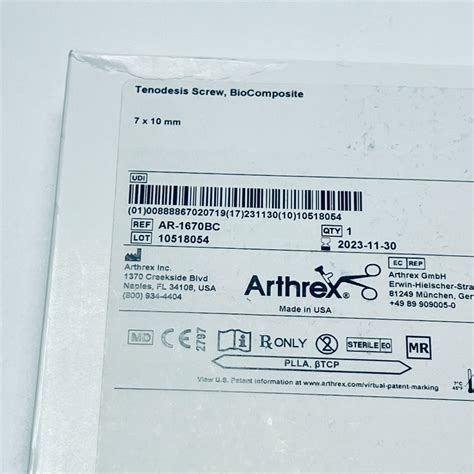 Tenodesis Screw, BioComposite
7 x 10 mm
UDI
(01)00888867020719(17)231130(10)10518054
REF AR-1670BC
QTY 1
LOT 10518054
2023-11-30
Arthrex Inc.
1370 Creekside Blvd
Naples, FL 34108, USA
(800) 934-4404
Arthrex®
Made in USA
EC REP
Arthrex GmbH
Erwin-Hielscher-Stra
81249 München, Ger
+49 89 909005-0
MD CE 2797 Rx ONLY STERILE EO MR
PLLA, βTCP
View U.S. Patent information at www.arthrex.com/virtual-patent-marking
7°C
45°F